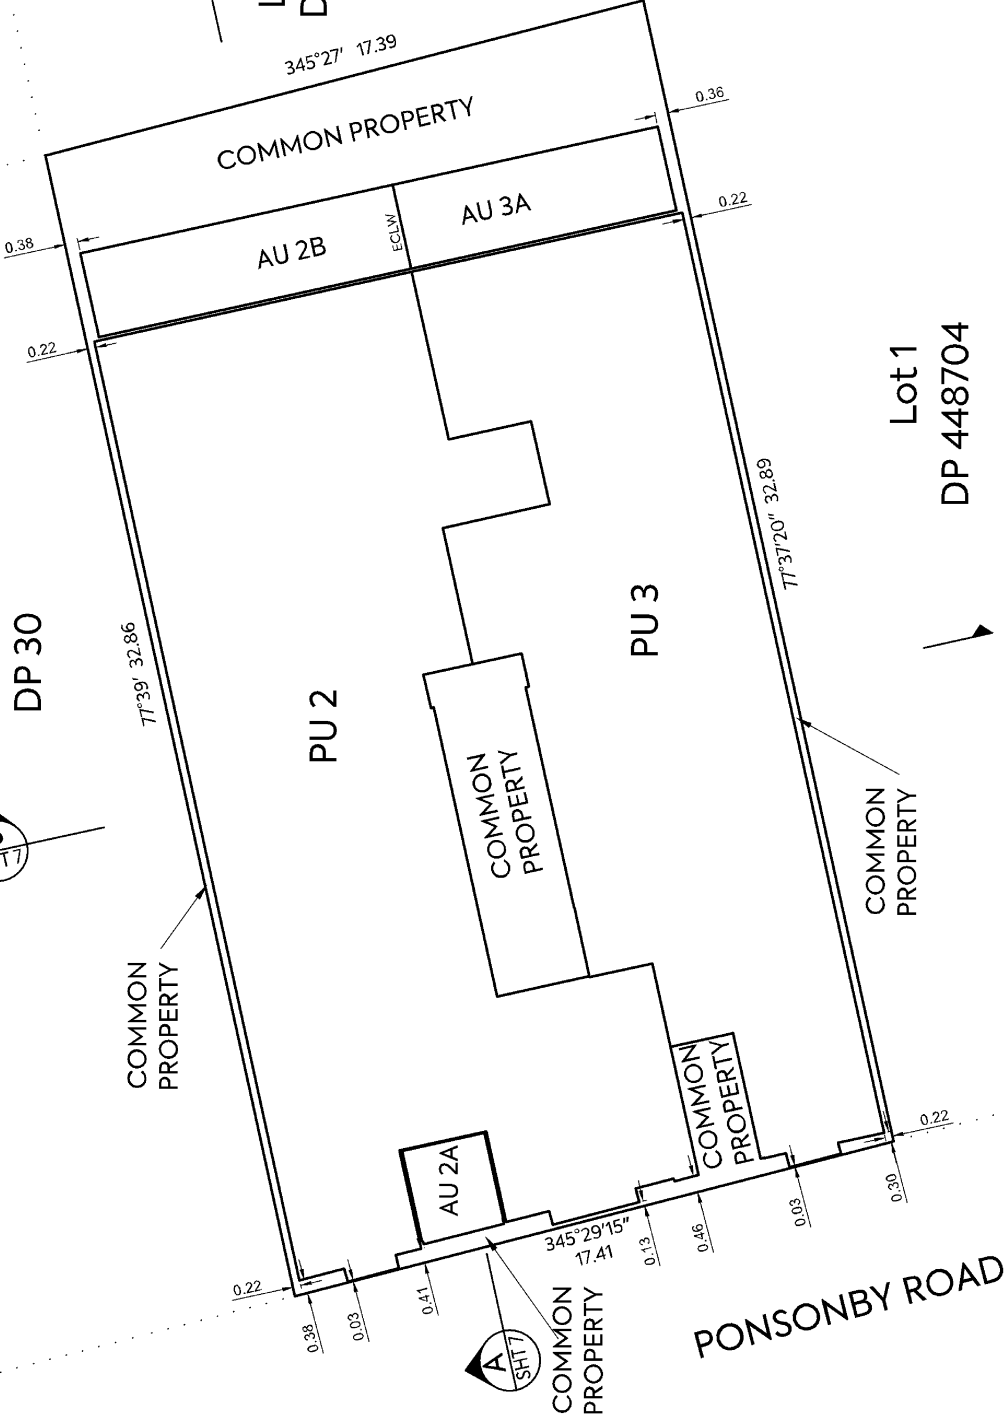 345°27' 17.39
0.36
COMMON PROPERTY
AU 3A
0.22
ECLW
0.38
AU 2B
0.22
Lot 1
DP 448704
77°37'20" 32.89
DP 30
77°39' 32.86
PU 3
PU 2
COMMON
PROPERTY
COMMON
PROPERTY
T 7
COMMON
PROPERTY
COMMON
PROPERTY
0.22
AU 2A
0.30
0.03
0.46
345°29'15"
17.41
0.13
0.22
0.41
0.03
0.38
PONSONBY ROAD
A
SHT 7
COMMON
PROPERTY